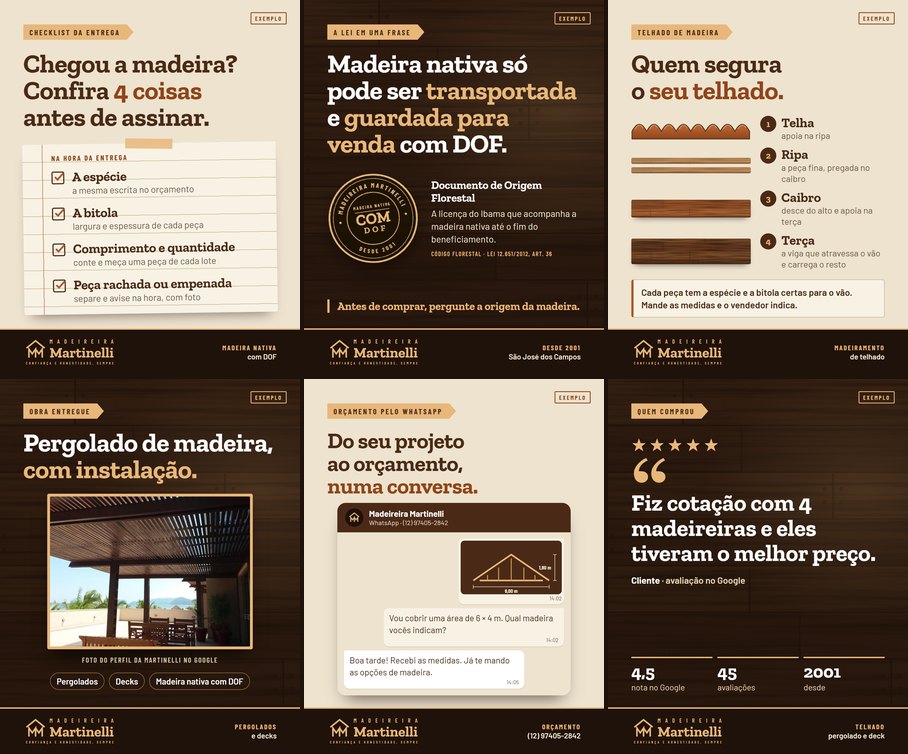 EXEMPLO
CHECKLIST DA ENTREGA
Chegou a madeira?
Confira 4 coisas
antes de assinar.
NA HORA DA ENTREGA
A espécie
a mesma escrita no orçamento
A bitola
largura e espessura de cada peça
Comprimento e quantidade
conte e meça uma peça de cada lote
Peça rachada ou empenada
separe e avise na hora, com foto
MADEIREIRA
Martinelli
CONFIANÇA E HONESTIDADE, SEMPRE
MADEIRA NATIVA
com DOF
EXEMPLO
A LEI EM UMA FRASE
Madeira nativa só
pode ser transportada
e guardada para
venda com DOF.
MADEIREIRA MARTINELLI
MADEIRA NATIVA
COM
DOF
DESDE 2001
Documento de Origem
Florestal
A licença do Ibama que acompanha a
madeira nativa até o fim do
beneficiamento.
CÓDIGO FLORESTAL · LEI 12.651/2012, ART. 36
Antes de comprar, pergunte a origem da madeira.
MADEIREIRA
Martinelli
CONFIANÇA E HONESTIDADE, SEMPRE
DESDE 2001
São José dos Campos
EXEMPLO
TELHADO DE MADEIRA
Quem segura
o seu telhado.
1 Telha
apoia na ripa
2 Ripa
a peça fina, pregada no
caibro
3 Caibro
desce do alto e apoia na
terça
4 Terça
a viga que atravessa o vão
e carrega o resto
Cada peça tem a espécie e a bitola certas para o vão.
Mande as medidas e o vendedor indica.
MADEIREIRA
Martinelli
CONFIANÇA E HONESTIDADE, SEMPRE
MADEIRAMENTO
de telhado
EXEMPLO
OBRA ENTREGUE
Pergolado de madeira,
com instalação.
FOTO DO PERFIL DA MARTINELLI NO GOOGLE
Pergolados
Decks
Madeira nativa com DOF
MADEIREIRA
Martinelli
CONFIANÇA E HONESTIDADE, SEMPRE
PERGOLADOS
e decks
EXEMPLO
ORÇAMENTO PELO WHATSAPP
Do seu projeto
ao orçamento,
numa conversa.
Madeireira Martinelli
WhatsApp · (12) 97405-2842
1,80 m
6,00 m
14:02
Vou cobrir uma área de 6 × 4 m. Qual madeira
vocês indicam?
14:02
Boa tarde! Recebi as medidas. Já te mando
as opções de madeira.
14:05
MADEIREIRA
Martinelli
CONFIANÇA E HONESTIDADE, SEMPRE
ORÇAMENTO
(12) 97405-2842
EXEMPLO
QUEM COMPROU
“
Fiz cotação com 4
madeireiras e eles
tiveram o melhor preço.
Cliente · avaliação no Google
4.5
nota no Google
45
avaliações
2001
desde
MADEIREIRA
Martinelli
CONFIANÇA E HONESTIDADE, SEMPRE
TELHADO
pergolado e deck